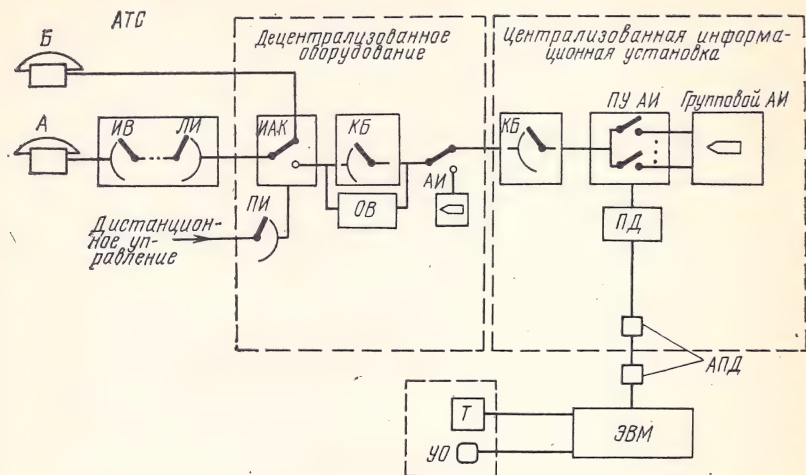 АТС
Децентрализованное
оборудование
Централизованная информа-
ционная установка
Б
А
ИВ
ЛИ
ИАК
КБ
АИ
ОВ
ПИ
Дистанцион-
ное уп-
равление
КБ
ПУ АИ
Групповой АИ
ПД
АПД
Т
УО
ЭВМ